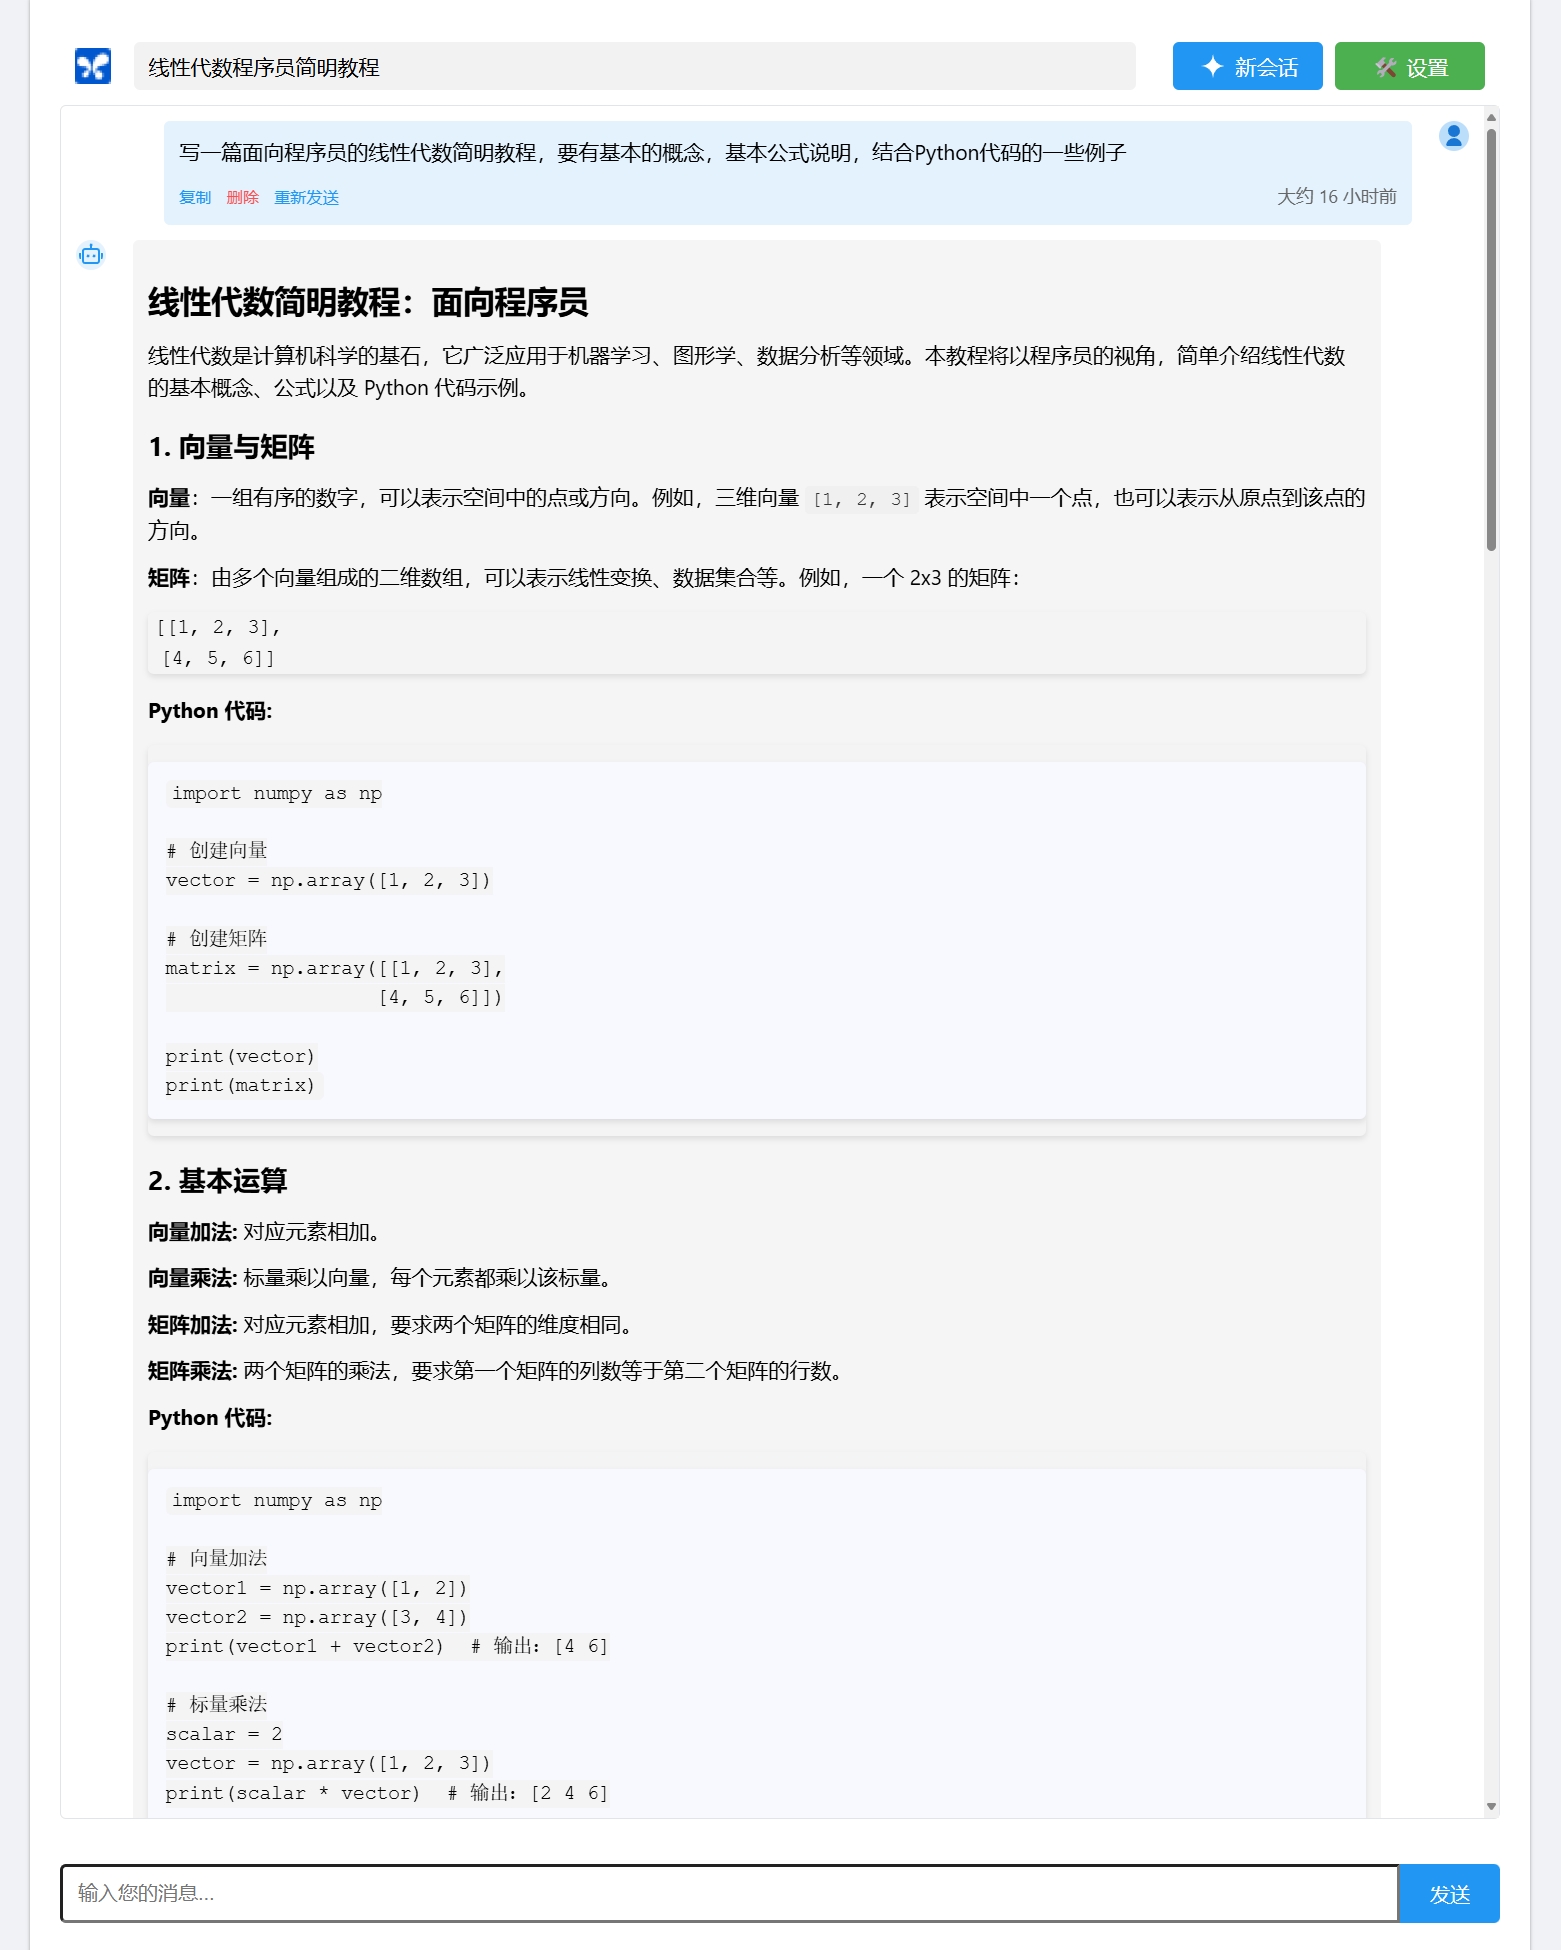 线性代数程序员简明教程
新会话
设置
写一篇面向程序员的线性代数简明教程，要有基本的概念，基本公式说明，结合Python代码的一些例子
复制 删除 重新发送
大约 16 小时前
线性代数简明教程：面向程序员
线性代数是计算机科学的基石，它广泛应用于机器学习、图形学、数据分析等领域。本教程将以程序员的视角，简单介绍线性代数
的基本概念、公式以及 Python 代码示例。
1. 向量与矩阵
向量：一组有序的数字，可以表示空间中的点或方向。例如，三维向量 [1, 2, 3] 表示空间中一个点，也可以表示从原点到该点的
方向。
矩阵：由多个向量组成的二维数组，可以表示线性变换、数据集合等。例如，一个 2x3 的矩阵：
[[1, 2, 3],
[4, 5, 6]]
Python 代码:
import numpy as np
# 创建向量
vector = np.array([1, 2, 3])
# 创建矩阵
matrix = np.array([[1, 2, 3],
[4, 5, 6]])
print(vector)
print(matrix)
2. 基本运算
向量加法: 对应元素相加。
向量乘法: 标量乘以向量，每个元素都乘以该标量。
矩阵加法: 对应元素相加，要求两个矩阵的维度相同。
矩阵乘法: 两个矩阵的乘法，要求第一个矩阵的列数等于第二个矩阵的行数。
Python 代码:
import numpy as np
# 向量加法
vector1 = np.array([1, 2])
vector2 = np.array([3, 4])
print(vector1 + vector2)  # 输出：[4 6]
# 标量乘法
scalar = 2
vector = np.array([1, 2, 3])
print(scalar * vector)  # 输出：[2 4 6]
输入您的消息...
发送